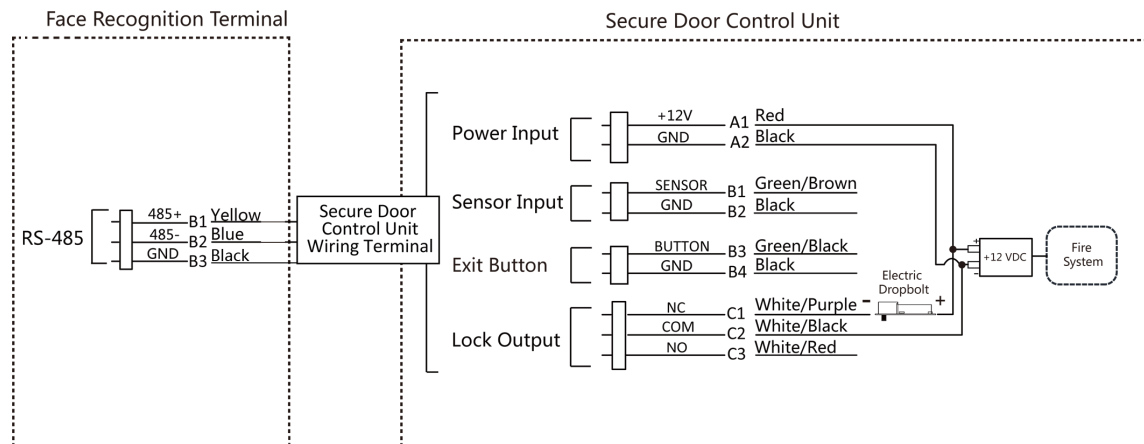 Face Recognition Terminal
Secure Door Control Unit
RS-485
485+ B1 Yellow
485- B2 Blue
GND B3 Black
Secure Door
Control Unit
Wiring Terminal
Power Input
+12V A1 Red
GND A2 Black
Sensor Input
SENSOR B1 Green/Brown
GND B2 Black
Exit Button
BUTTON B3 Green/Black
GND B4 Black
Lock Output
NC C1 White/Purple
COM C2 White/Black
NO C3 White/Red
Electric
Dropbolt
- +
+
+12 VDC
-
Fire
System